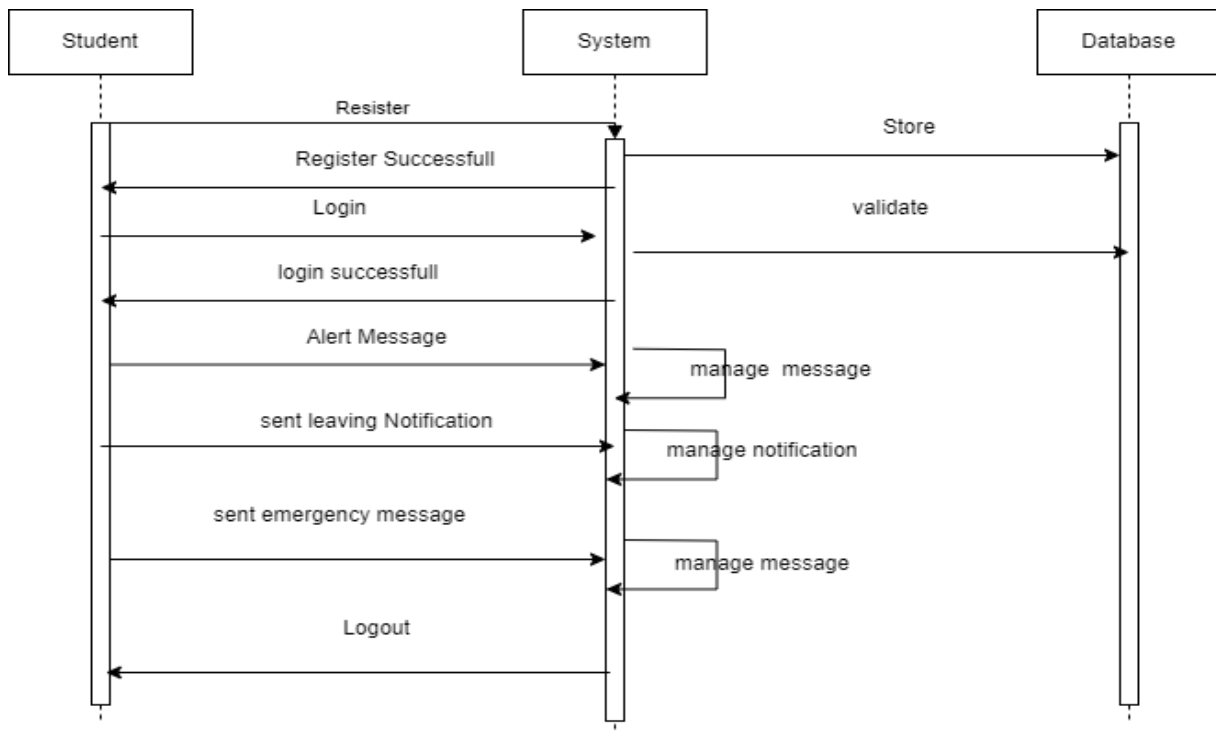 Student
System
Database
Resister
Store
Register Successfull
Login
validate
login successfull
Alert Message
manage  message
sent leaving Notification
manage notification
sent emergency message
manage message
Logout